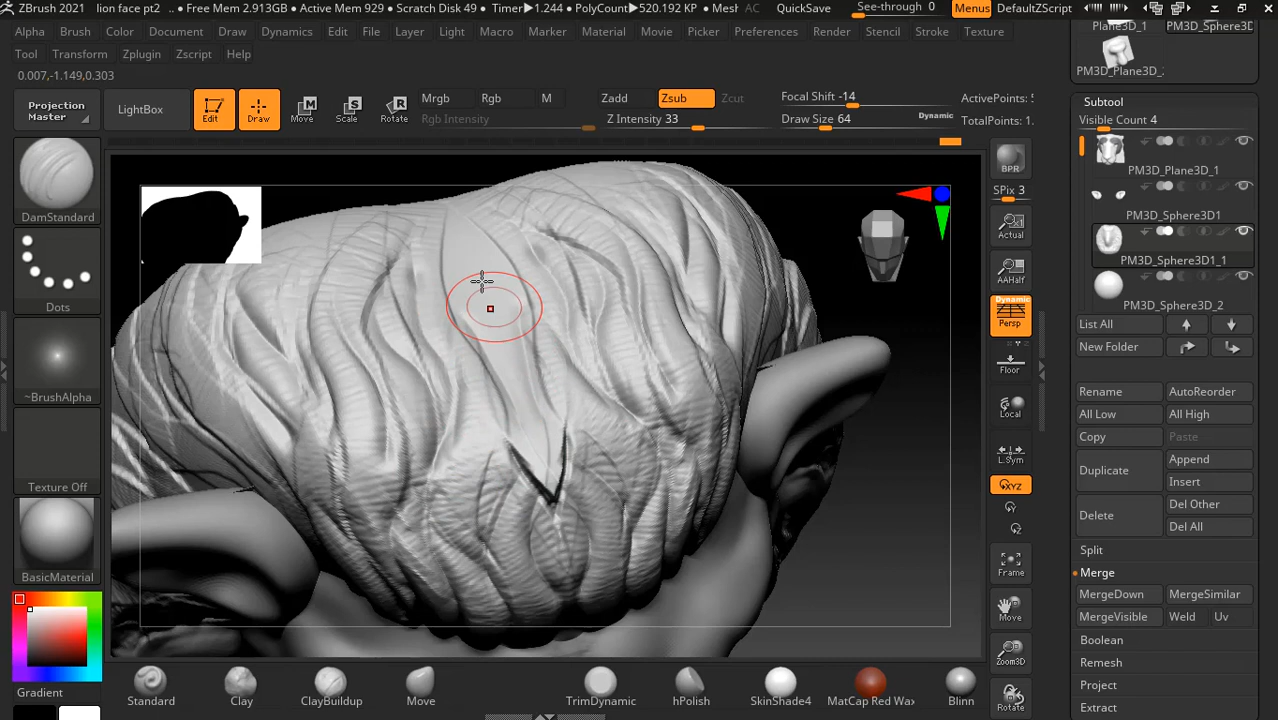 ZBrush 2021 lion face pt2 .. • Free Mem 2.913GB • Active Mem 929 • Scratch Disk 49 • Timer▶1.244 • PolyCount▶520.192 KP • MeshC AC QuickSave See-through 0 Menus DefaultZScript
Alpha Brush Color Document Draw Dynamics Edit File Layer Light Macro Marker Material Movie Picker Preferences Render Stencil Stroke Texture
Tool Transform Zplugin Zscript Help
0.007,-1.149,0.303
Projection
Master
LightBox
Edit
Draw
Move
Scale
Rotate
Mrgb Rgb M
Rgb Intensity
Zadd Zsub Zcut
Z Intensity 33
Focal Shift -14
Draw Size 64
Dynamic
ActivePoints:
TotalPoints: 1.
DamStandard
Dots
~BrushAlpha
Texture Off
BasicMaterial
Gradient
BPR
SPix 3
Actual
AAHalf
Dynamic
Persp
Floor
Local
L.Sym
XYZ
Frame
Move
Zoom3D
Rotate
Standard
Clay
ClayBuildup
Move
TrimDynamic
hPolish
SkinShade4
MatCap Red Wax
Blinn
Plane3D_1 PM3D_Sphere3D
PM3D_Plane3D_
Subtool
Visible Count 4
PM3D_Plane3D_1
PM3D_Sphere3D1
PM3D_Sphere3D1_1
PM3D_Sphere3D_2
List All
New Folder
Rename AutoReorder
All Low All High
Copy Paste
Duplicate Append
Insert
Delete Del Other
Del All
Split
Merge
MergeDown MergeSimilar
MergeVisible Weld Uv
Boolean
Remesh
Project
Extract